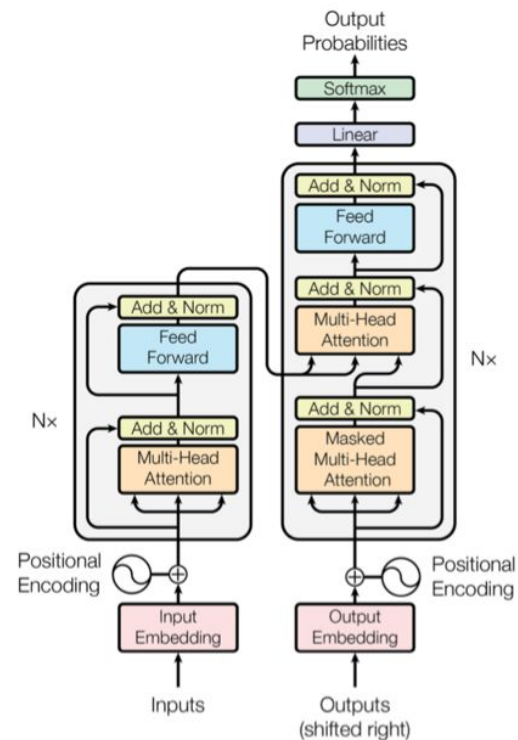 Output
Probabilities
Softmax
Linear
Add & Norm
Feed
Forward
Add & Norm
Multi-Head
Attention
Nx
Add & Norm
Masked
Multi-Head
Attention
Add & Norm
Feed
Forward
Nx
Add & Norm
Multi-Head
Attention
Positional
Encoding
Positional
Encoding
Input
Embedding
Output
Embedding
Inputs
Outputs
(shifted right)